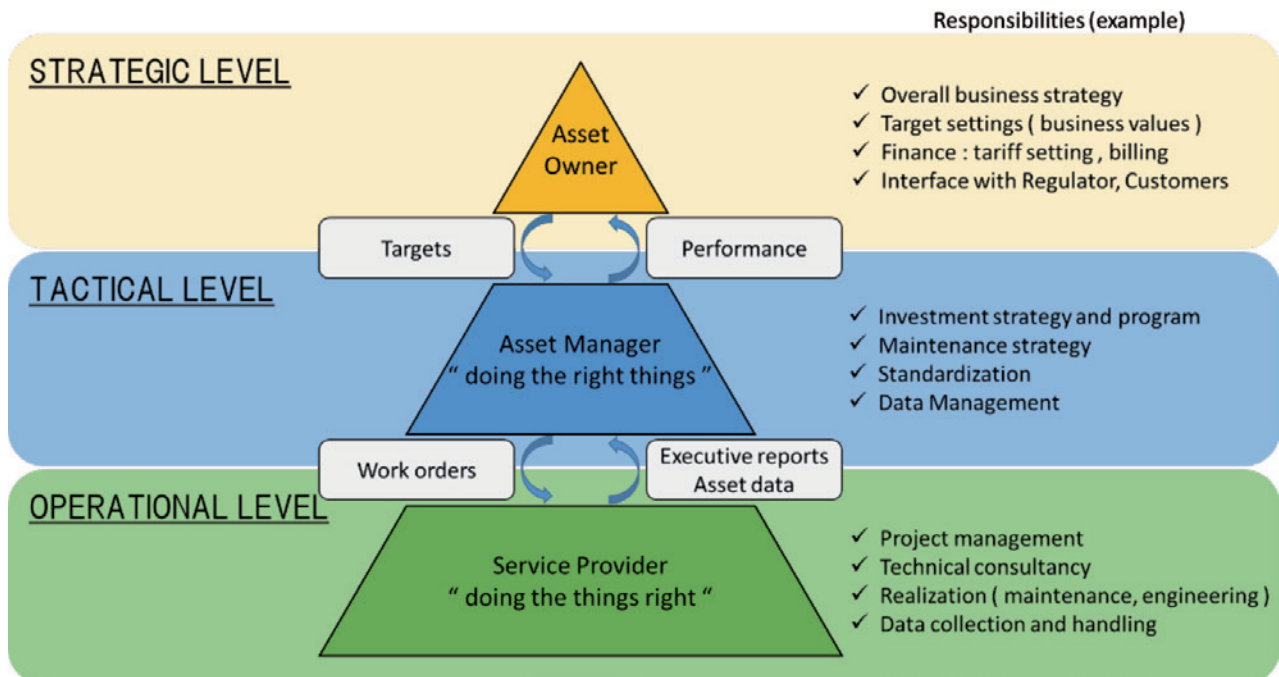 Responsibilities (example)
STRATEGIC LEVEL
Asset
Owner
✓ Overall business strategy
✓ Target settings ( business values )
✓ Finance : tariff setting , billing
✓ Interface with Regulator, Customers
Targets
Performance
TACTICAL LEVEL
Asset Manager
“ doing the right things ”
✓ Investment strategy and program
✓ Maintenance strategy
✓ Standardization
✓ Data Management
Work orders
Executive reports
Asset data
OPERATIONAL LEVEL
Service Provider
“ doing the things right “
✓ Project management
✓ Technical consultancy
✓ Realization ( maintenance, engineering )
✓ Data collection and handling